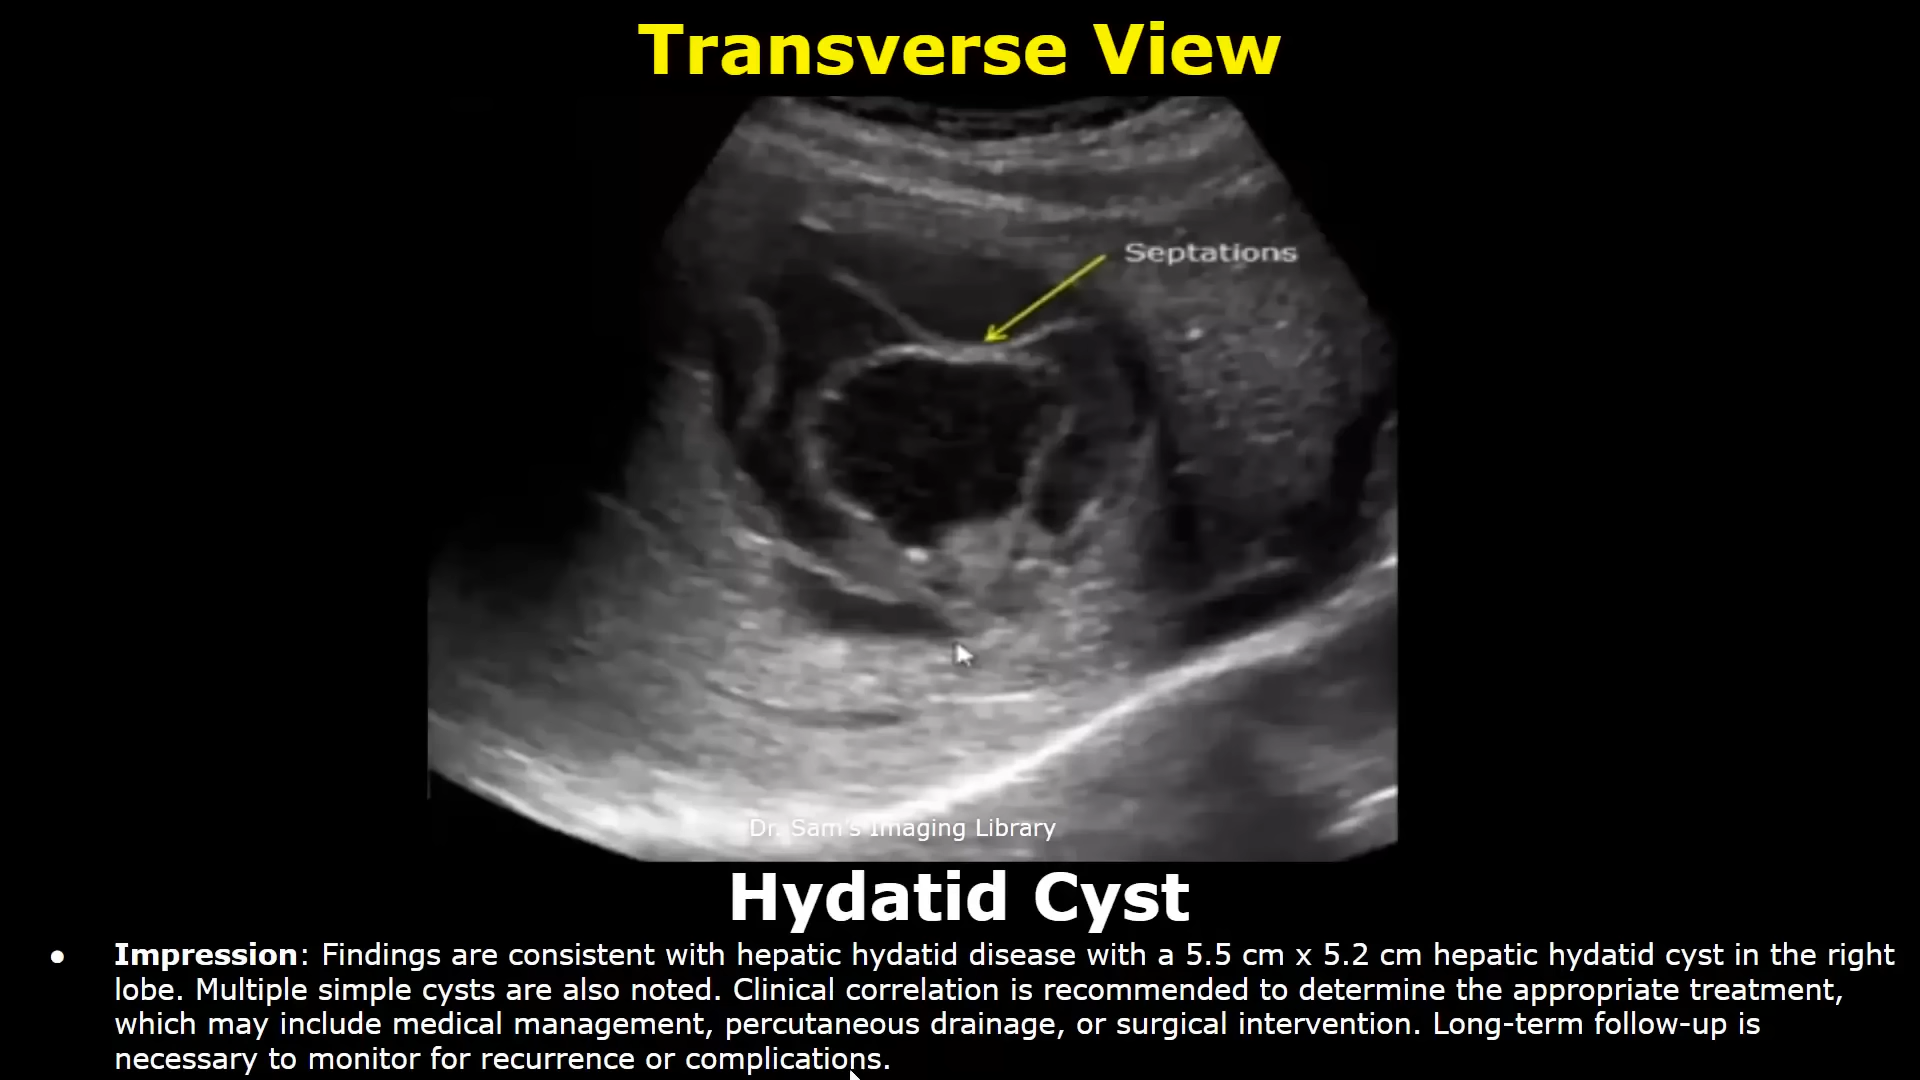 Transverse View
Septations
Dr. Sam's Imaging Library
Hydatid Cyst
● Impression: Findings are consistent with hepatic hydatid disease with a 5.5 cm x 5.2 cm hepatic hydatid cyst in the right
lobe. Multiple simple cysts are also noted. Clinical correlation is recommended to determine the appropriate treatment,
which may include medical management, percutaneous drainage, or surgical intervention. Long-term follow-up is
necessary to monitor for recurrence or complications.